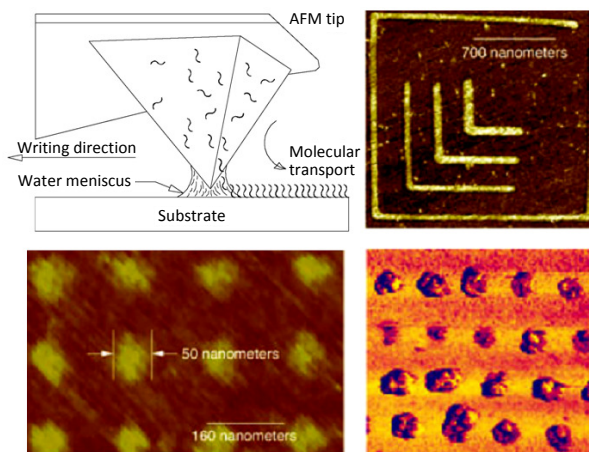 AFM tip
Writing direction
Water meniscus
Molecular
transport
Substrate
700 nanometers
50 nanometers
160 nanometers